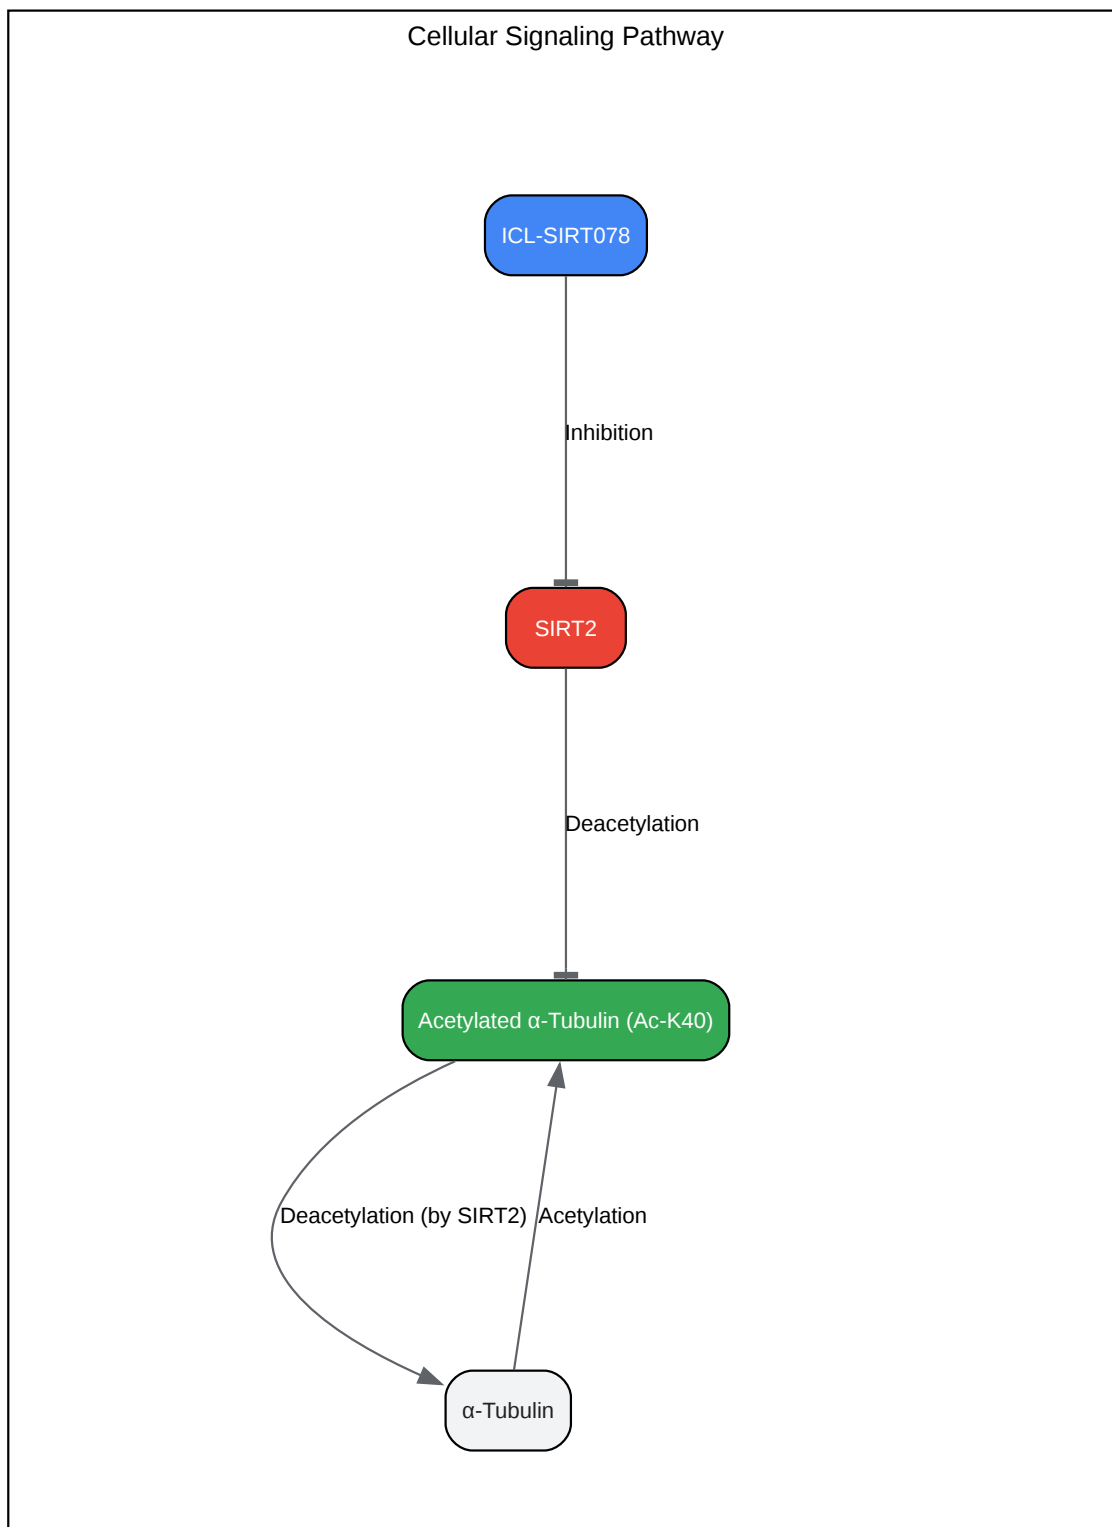 Cellular Signaling Pathway
ICL-SIRT078
Inhibition
SIRT2
Deacetylation
Acetylated α-Tubulin (Ac-K40)
Deacetylation (by SIRT2)
Acetylation
α-Tubulin